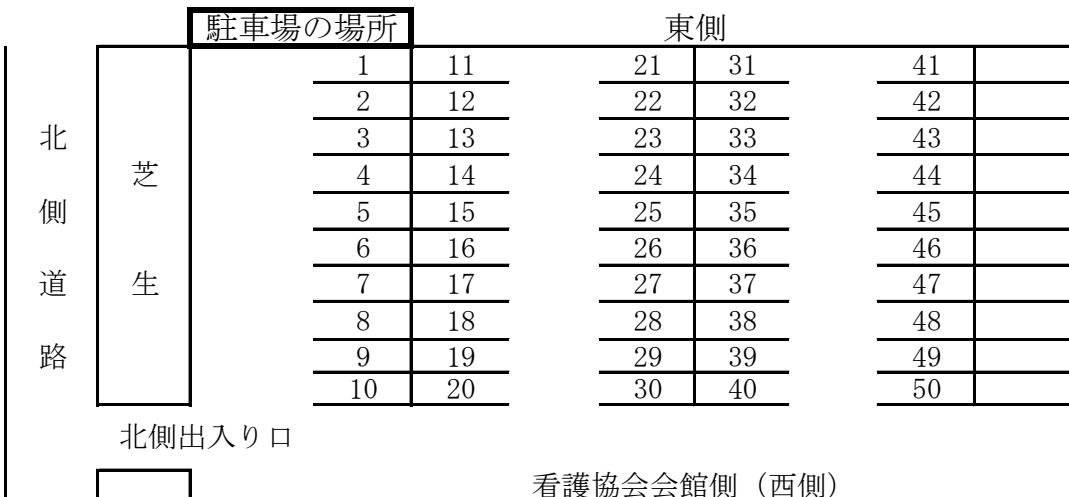 駐車場の場所 東側
1 11 21 31 41
2 12 22 32 42
北 3 13 23 33 43
芝 4 14 24 34 44
側 5 15 25 35 45
6 16 26 36 46
道 生 7 17 27 37 47
8 18 28 38 48
路 9 19 29 39 49
10 20 30 40 50
北側出入り口
看護協会会館側（西側）